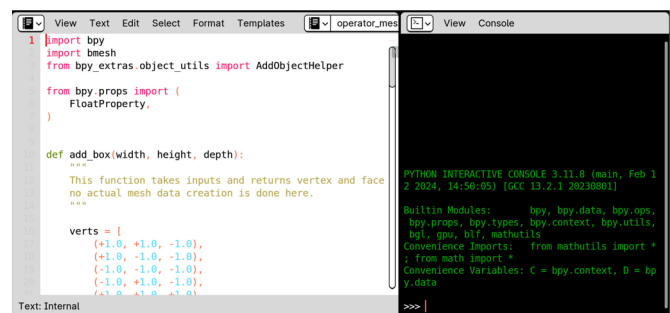 View Text Edit Select Format Templates operator_mes
1 import bpy
import bmesh
from bpy_extras.object_utils import AddObjectHelper
from bpy.props import (
FloatProperty,
)
def add_box(width, height, depth):
"""
This function takes inputs and returns vertex and face
no actual mesh data creation is done here.
"""
verts = [
(+1.0, +1.0, -1.0),
(+1.0, -1.0, -1.0),
(-1.0, -1.0, -1.0),
(-1.0, +1.0, -1.0),
(+1.0, +1.0, +1.0),
Text: Internal
View Console
PYTHON INTERACTIVE CONSOLE 3.11.8 (main, Feb 1
2 2024, 14:50:05) [GCC 13.2.1 20230801]
Builtin Modules: bpy, bpy.data, bpy.ops,
bpy.props, bpy.types, bpy.context, bpy.utils,
bgl, gpu, blf, mathutils
Convenience Imports: from mathutils import *
; from math import *
Convenience Variables: C = bpy.context, D = bp
y.data
>>>